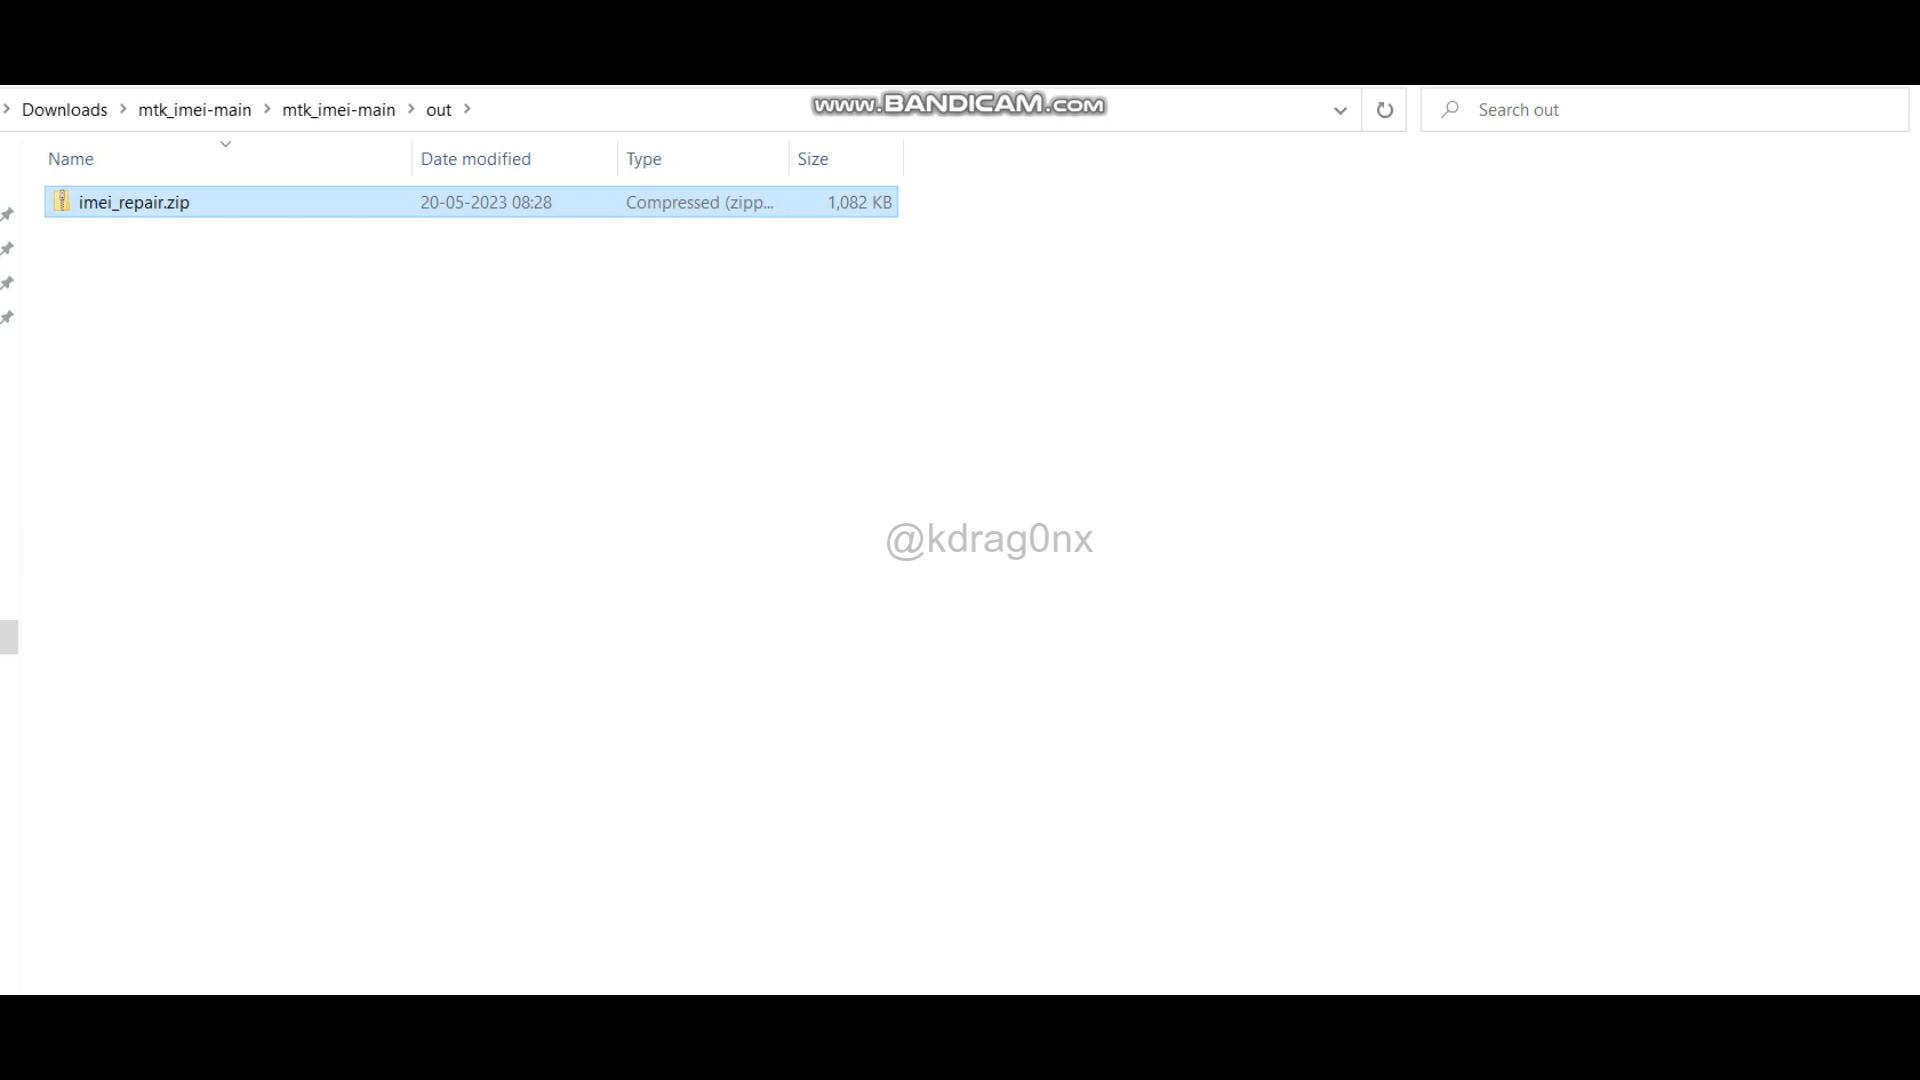 Downloads > mtk_imei-main > mtk_imei-main > out >
www.BANDICAM.com
Search out
Name Date modified Type Size
imei_repair.zip 20-05-2023 08:28 Compressed (zipp... 1,082 KB
@kdrag0nx